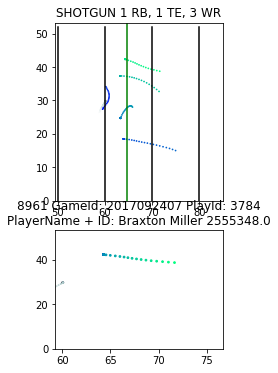 SHOTGUN 1 RB, 1 TE, 3 WR
50
40
30
20
10
0
50 60 70 80
8961 GameId: 2017092407 PlayId: 3784
PlayerName + ID: Braxton Miller 2555348.0
40
20
0
60 65 70 75